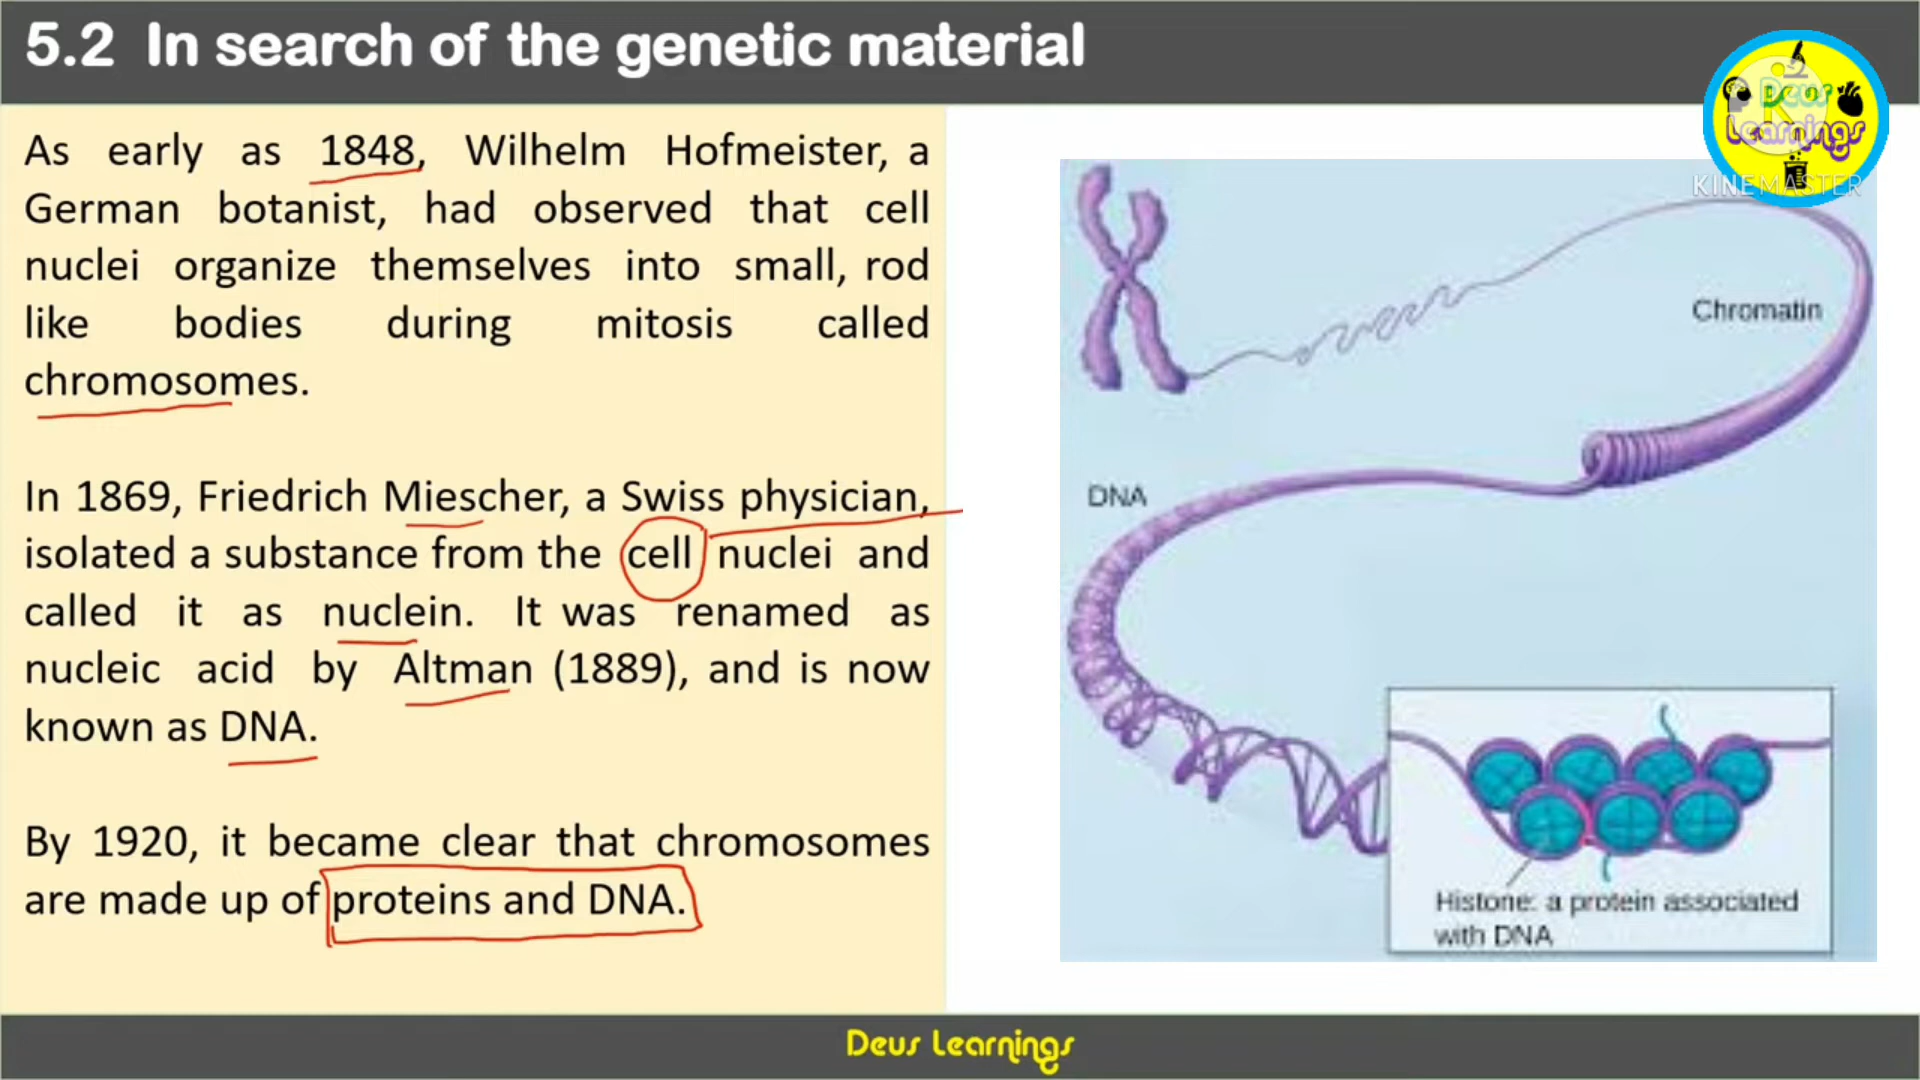 5.2 In search of the genetic material
Deus
Learnings
KINEMASTER
As early as 1848, Wilhelm Hofmeister, a
German botanist, had observed that cell
nuclei organize themselves into small, rod
like bodies during mitosis called
chromosomes.
In 1869, Friedrich Miescher, a Swiss physician,
isolated a substance from the cell nuclei and
called it as nuclein. It was renamed as
nucleic acid by Altman (1889), and is now
known as DNA.
By 1920, it became clear that chromosomes
are made up of proteins and DNA.
Chromatin
DNA
Histone: a protein associated
with DNA
Deus Learnings